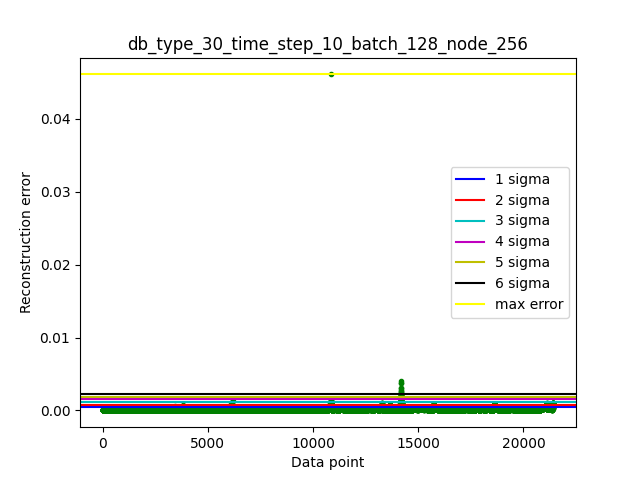 db_type_30_time_step_10_batch_128_node_256
Reconstruction error
0.04
0.03
0.02
0.01
0.00
1 sigma
2 sigma
3 sigma
4 sigma
5 sigma
6 sigma
max error
0
5000
10000
15000
20000
Data point